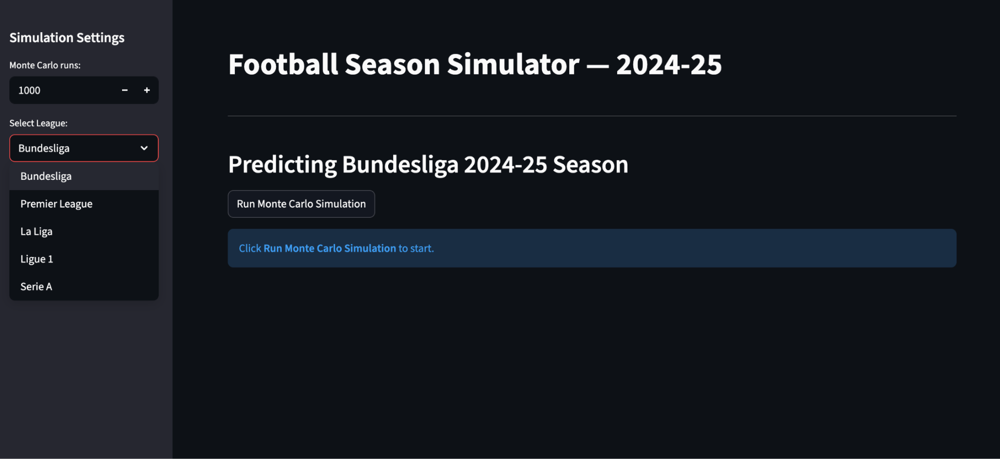 Simulation Settings
Monte Carlo runs:
1000
Select League:
Bundesliga
Bundesliga
Premier League
La Liga
Ligue 1
Serie A
Football Season Simulator — 2024-25
Predicting Bundesliga 2024-25 Season
Run Monte Carlo Simulation
Click Run Monte Carlo Simulation to start.